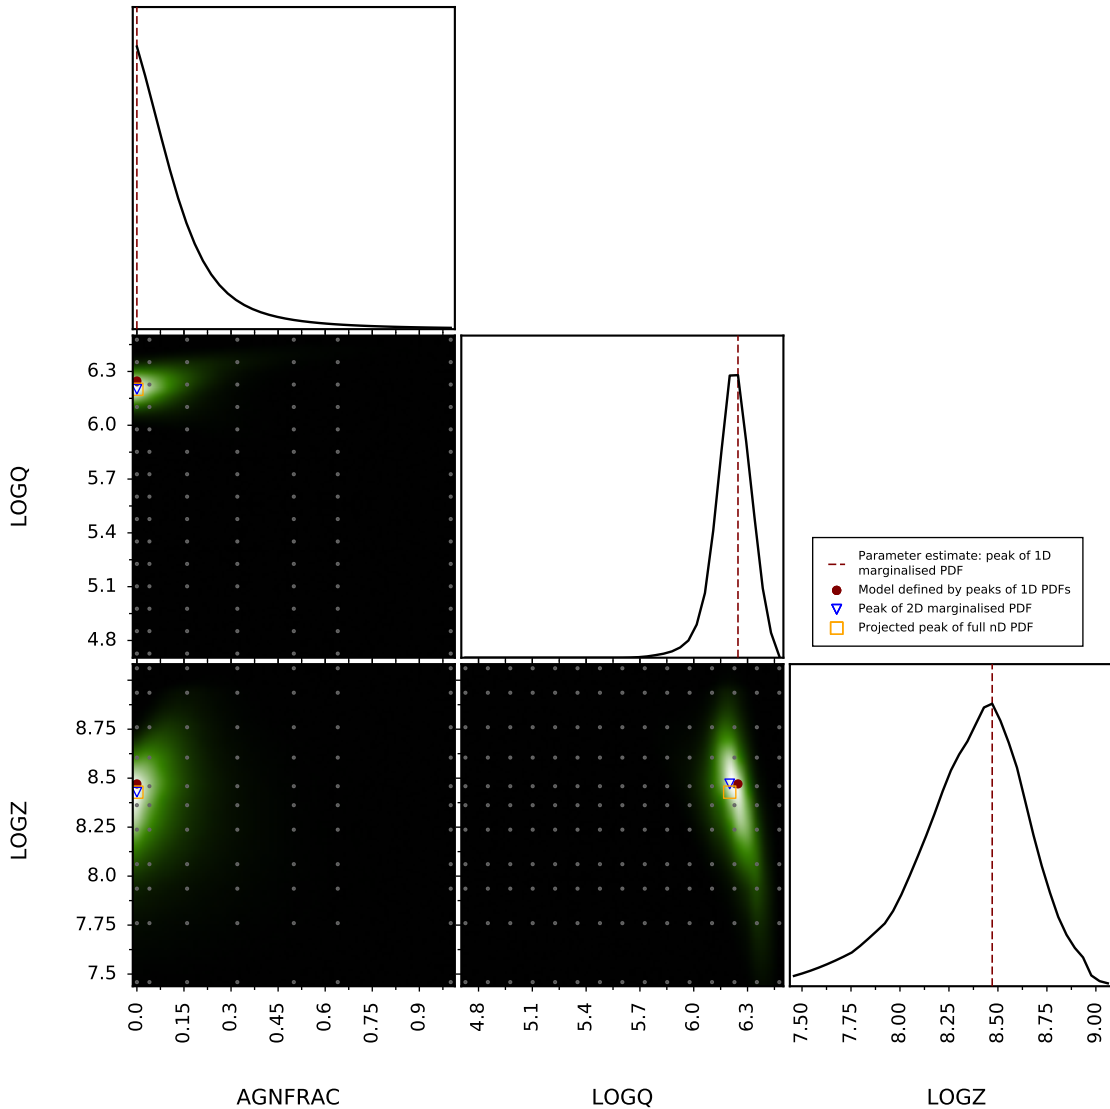 LOGQ
6.3
6.0
5.7
5.4
5.1
4.8
Parameter estimate: peak of 1D
marginalised PDF
Model defined by peaks of 1D PDFs
Peak of 2D marginalised PDF
Projected peak of full nD PDF
LOGZ
8.75
8.5
8.25
8.0
7.75
7.5
0.0 0.15 0.3 0.45 0.6 0.75 0.9
4.8 5.1 5.4 5.7 6.0 6.3
7.50 7.75 8.00 8.25 8.50 8.75 9.00
AGNFRAC
LOGQ
LOGZ